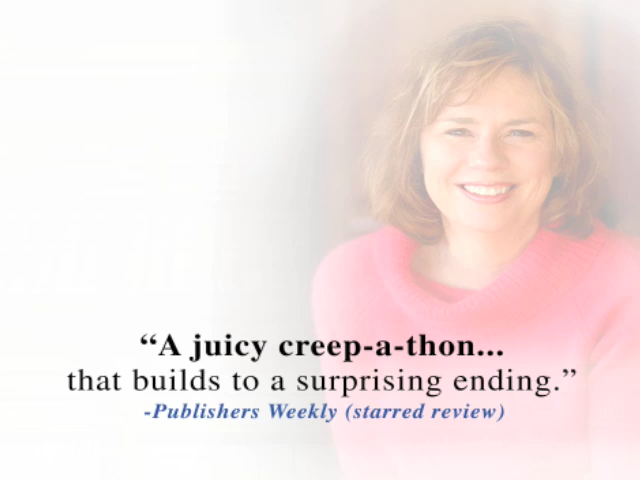 “A juicy creep-a-thon...
that builds to a surprising ending.”
-Publishers Weekly (starred review)